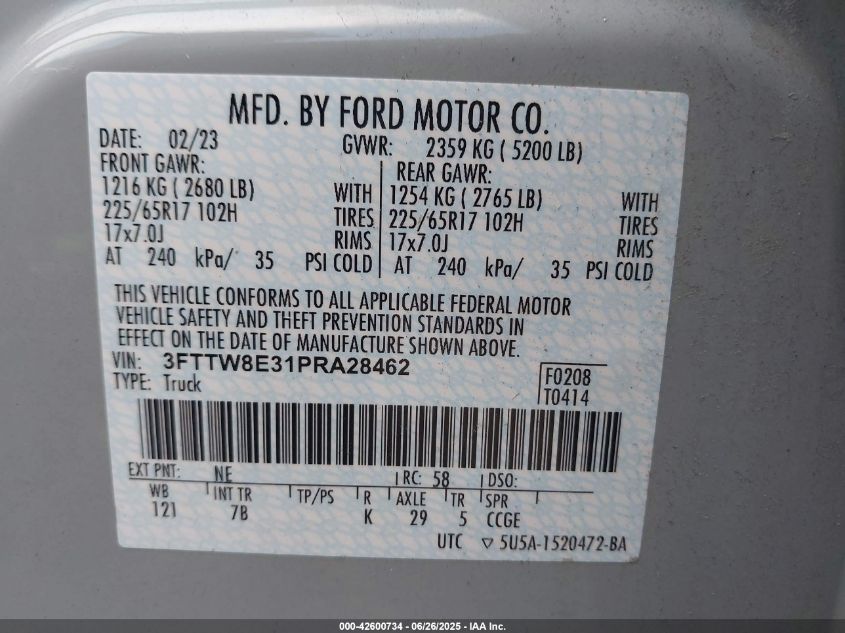 MFD. BY FORD MOTOR CO.
DATE: 02/23 GVWR: 2359 KG ( 5200 LB)
FRONT GAWR: REAR GAWR:
1216 KG ( 2680 LB) WITH 1254 KG ( 2765 LB) WITH
225/65R17 102H TIRES 225/65R17 102H TIRES
17x7.0J RIMS 17x7.0J RIMS
AT 240 kPa/ 35 PSI COLD AT 240 kPa/ 35 PSI COLD
THIS VEHICLE CONFORMS TO ALL APPLICABLE FEDERAL MOTOR
VEHICLE SAFETY AND THEFT PREVENTION STANDARDS IN
EFFECT ON THE DATE OF MANUFACTURE SHOWN ABOVE.
VIN: 3FTTW8E31PRA28462 F0208
TYPE: Truck T0414
EXT PNT: NE RC: 58 DSO:
WB INT TR TP/PS R AXLE TR SPR
121 7B K 29 5 CCGE
UTC ▽ 5U5A-1520472-BA
000-42600734 / 06/26/2025 - IAA Inc.